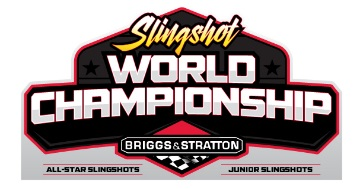 Slingshot
WORLD
CHAMPIONSHIP
BRIGGS & STRATTON
ALL-STAR SLINGSHOTS JUNIOR SLINGSHOTS